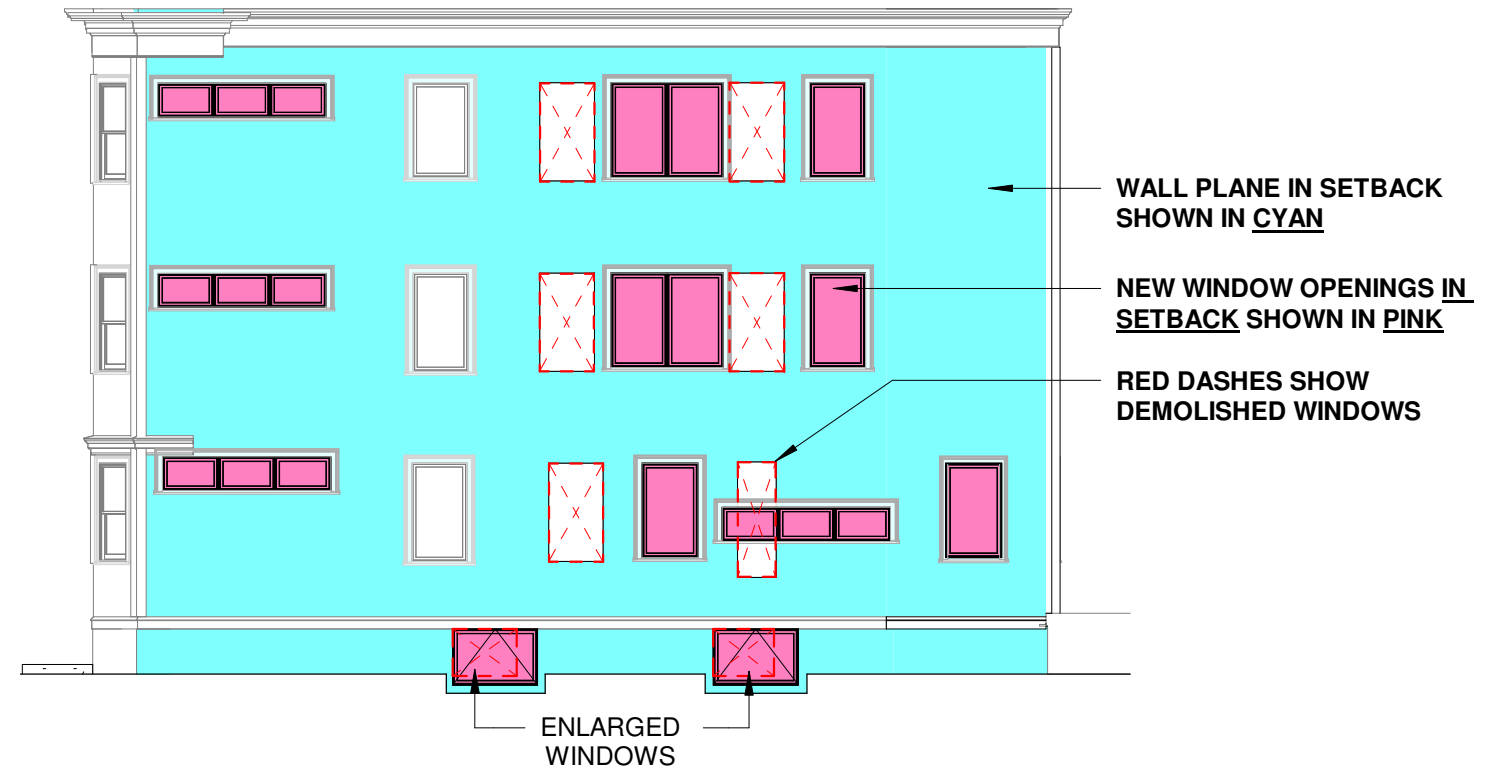 WALL PLANE IN SETBACK
SHOWN IN CYAN
NEW WINDOW OPENINGS IN
SETBACK SHOWN IN PINK
RED DASHES SHOW
DEMOLISHED WINDOWS
ENLARGED
WINDOWS